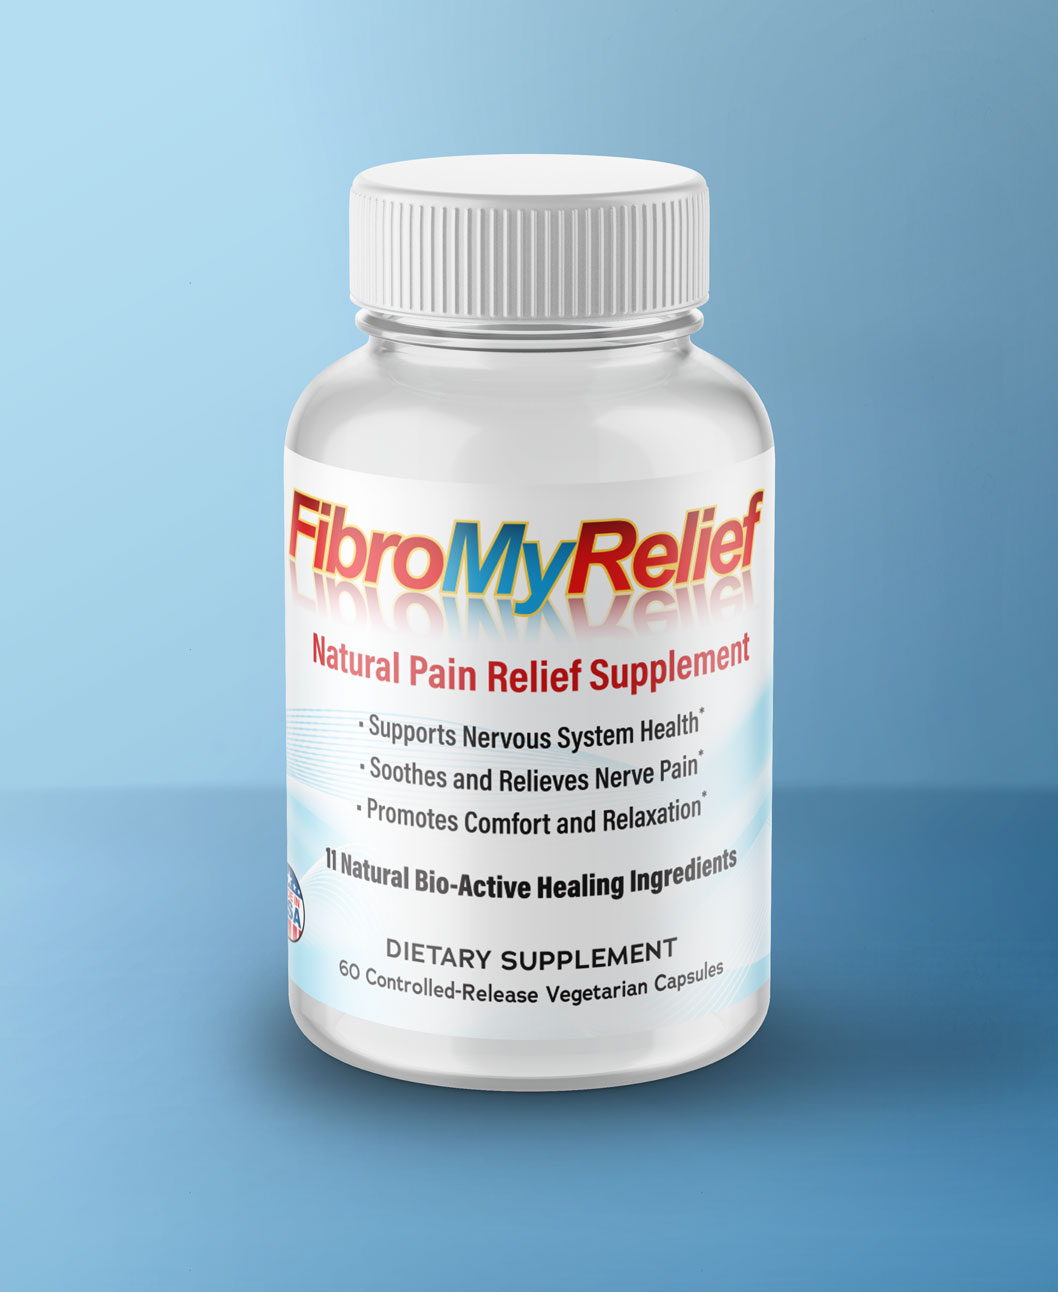 FibroMyRelief
Natural Pain Relief Supplement
· Supports Nervous System Health*
· Soothes and Relieves Nerve Pain*
· Promotes Comfort and Relaxation*
11 Natural Bio-Active Healing Ingredients
DIETARY SUPPLEMENT
60 Controlled-Release Vegetarian Capsules